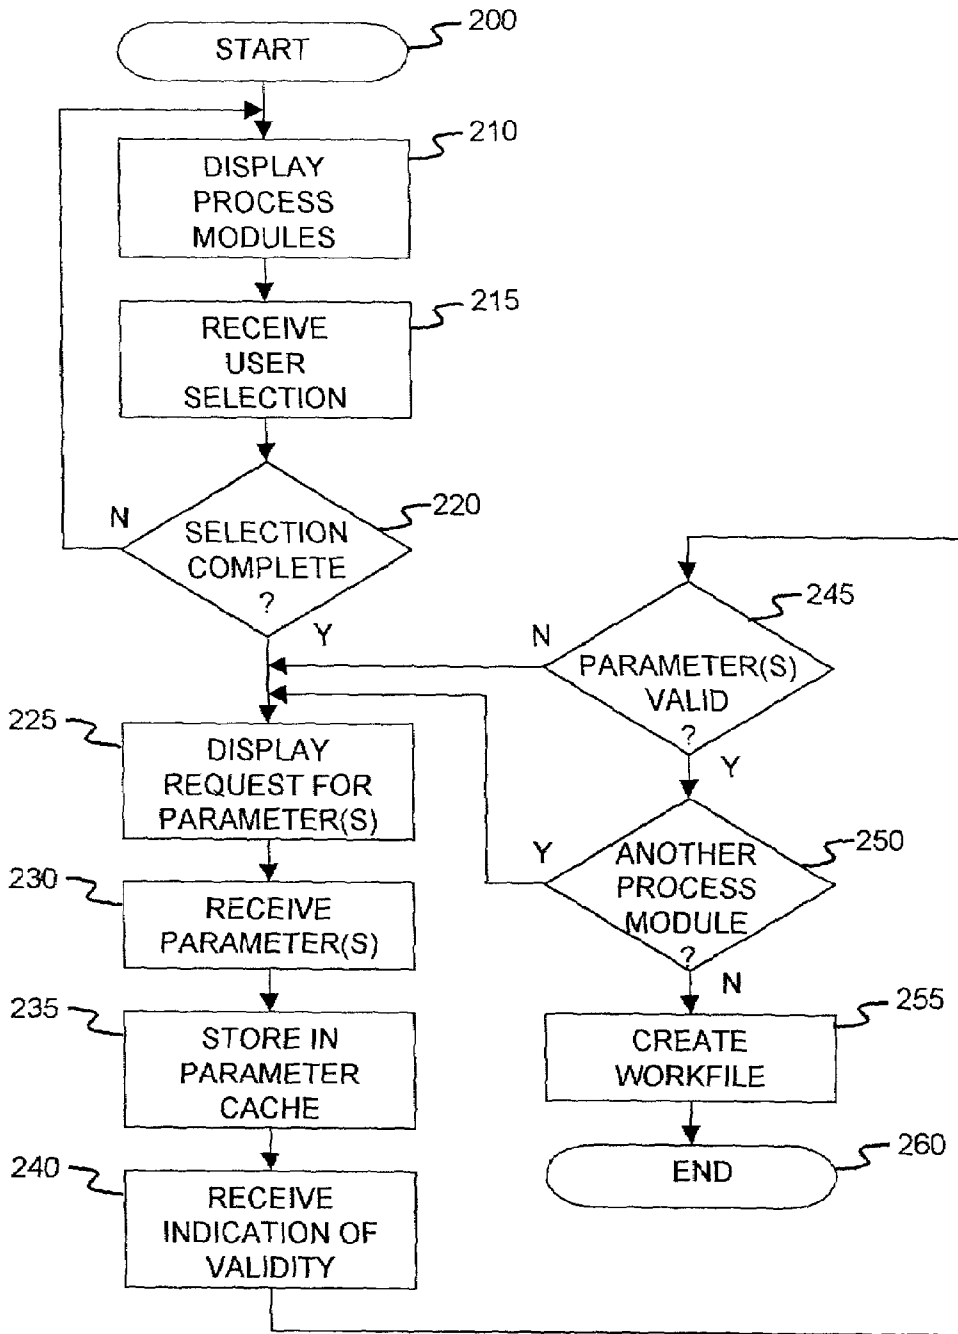 START
200
DISPLAY
PROCESS
MODULES
210
RECEIVE
USER
SELECTION
215
SELECTION
COMPLETE
?
220
N
Y
DISPLAY
REQUEST FOR
PARAMETER(S)
225
RECEIVE
PARAMETER(S)
230
STORE IN
PARAMETER
CACHE
235
RECEIVE
INDICATION OF
VALIDITY
240
PARAMETER(S)
VALID
?
245
N
Y
ANOTHER
PROCESS
MODULE
?
250
Y
N
CREATE
WORKFILE
255
END
260